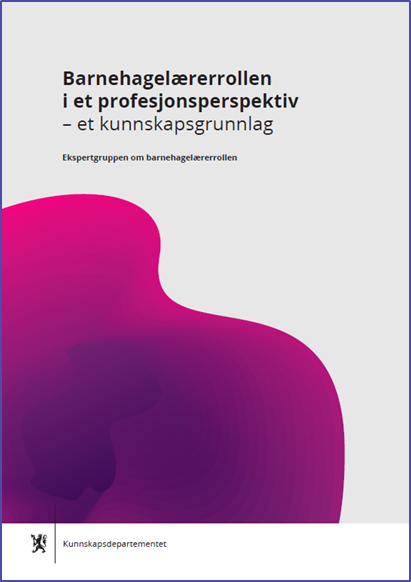 Barnehagelærerrollen
i et profesjonsperspektiv
– et kunnskapsgrunnlag
Ekspertgruppen om barnehagelærerrollen
Kunnskapsdepartementet